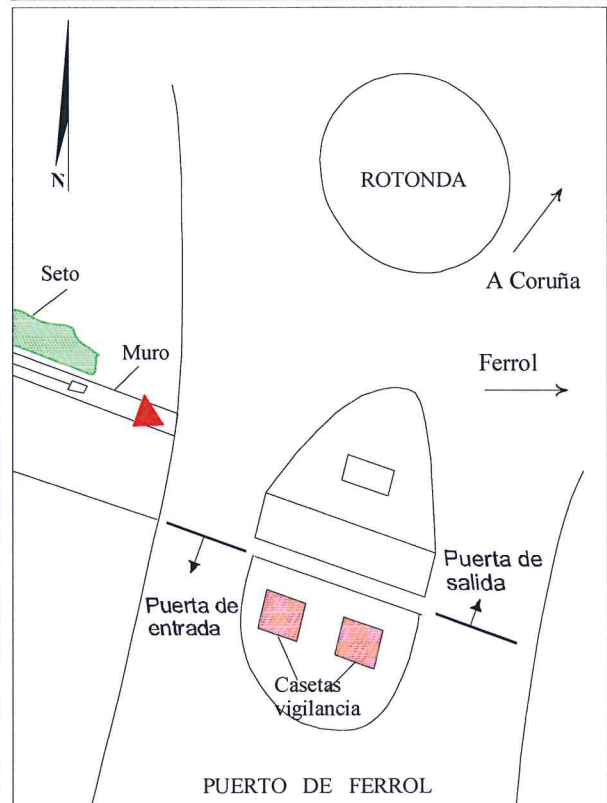 ROTONDA
N
A Coruña
Seto
Muro
Ferrol
Puerta de
salida
Puerta de
entrada
Casetas
vigilancia
PUERTO DE FERROL